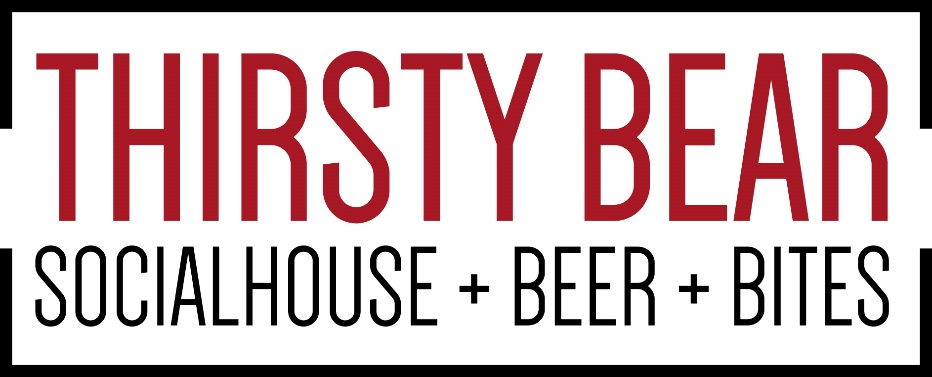 THIRSTY BEAR
SOCIALHOUSE + BEER + BITES